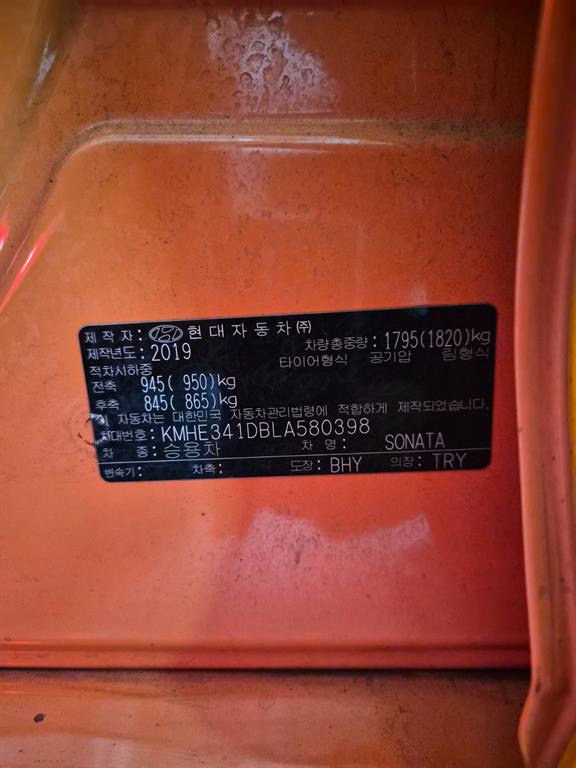 제 작 자 : 현 대 자 동 차 ㈜
제작년도 : 2019 차량총중량 : 1795(1820)kg
타이어형식 공기압 림형식
적차시하중
전축 945( 950)kg
후축 845( 865)kg
이 자동차는 대한민국 자동차관리법령에 적합하게 제작되었습니다.
차대번호 : KMHE341DBLA580398
차 종 : 승용차 차 명 : SONATA
변속기 : 차축 : 도장 : BHY 의장 : TRY